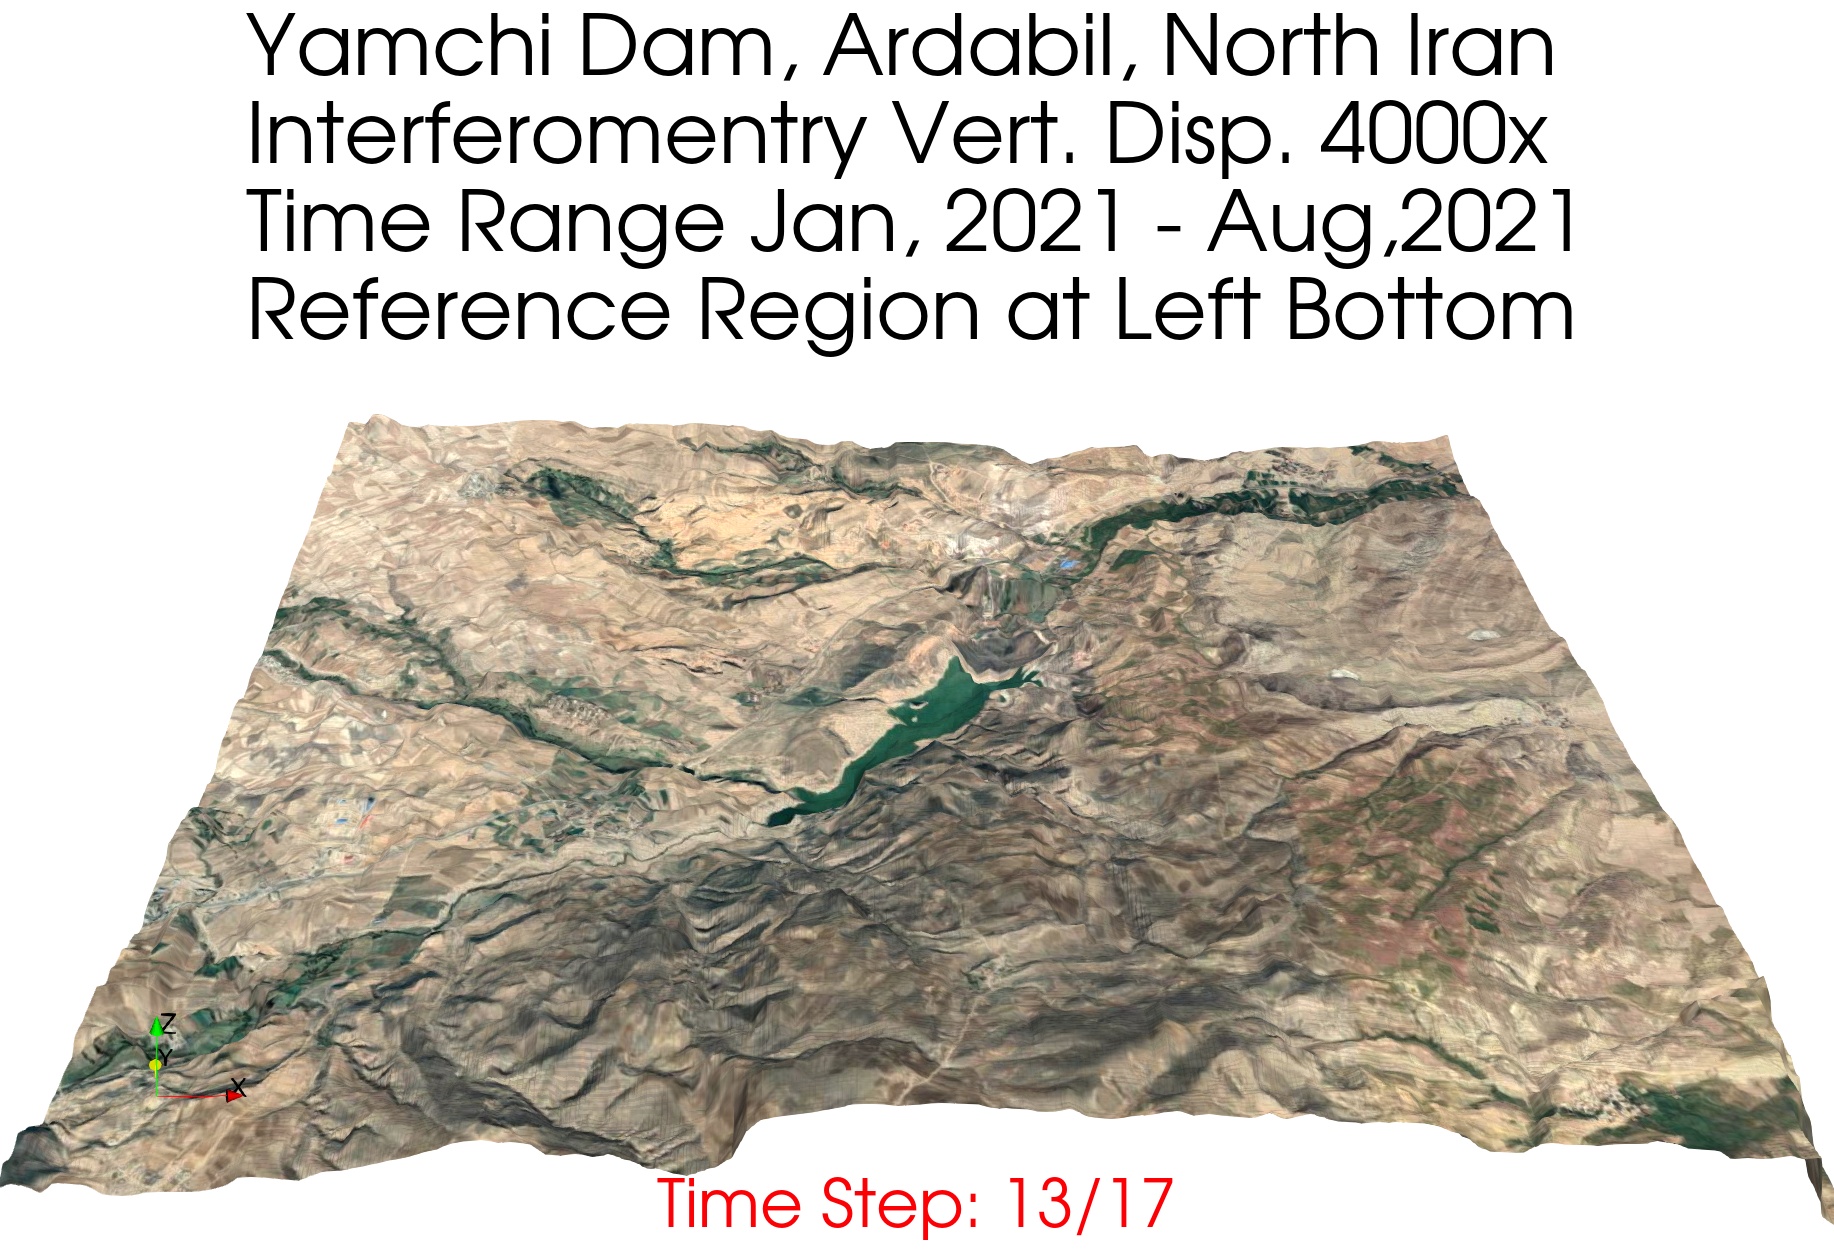 Yamchi Dam, Ardabil, North Iran
Interferomentry Vert. Disp. 4000x
Time Range Jan, 2021 - Aug,2021
Reference Region at Left Bottom
Z
Y
X
Time Step: 13/17